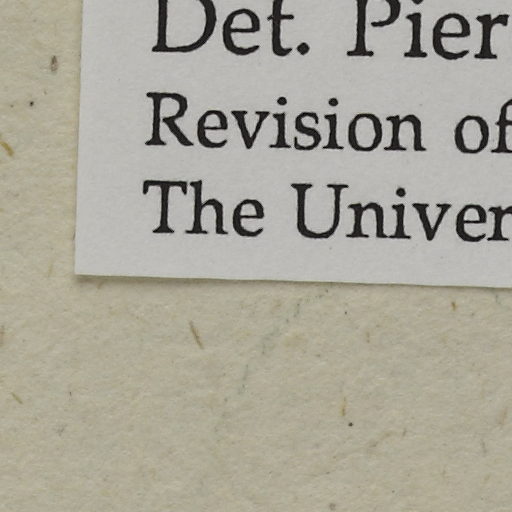 Det. Pier
Revision of
The Univer